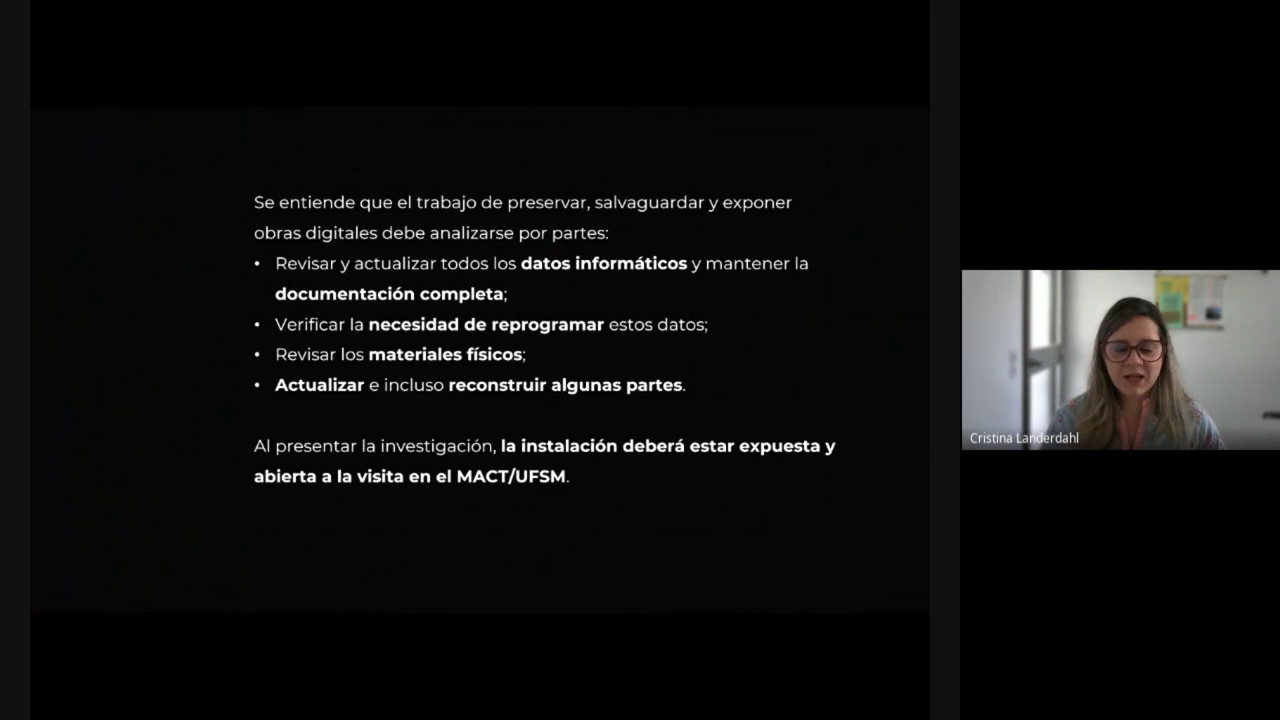 Se entiende que el trabajo de preservar, salvaguardar y exponer
obras digitales debe analizarse por partes:
• Revisar y actualizar todos los datos informáticos y mantener la
documentación completa;
• Verificar la necesidad de reprogramar estos datos;
• Revisar los materiales físicos;
• Actualizar e incluso reconstruir algunas partes.
Al presentar la investigación, la instalación deberá estar expuesta y
abierta a la visita en el MACT/UFSM.
Cristina Landerdahl